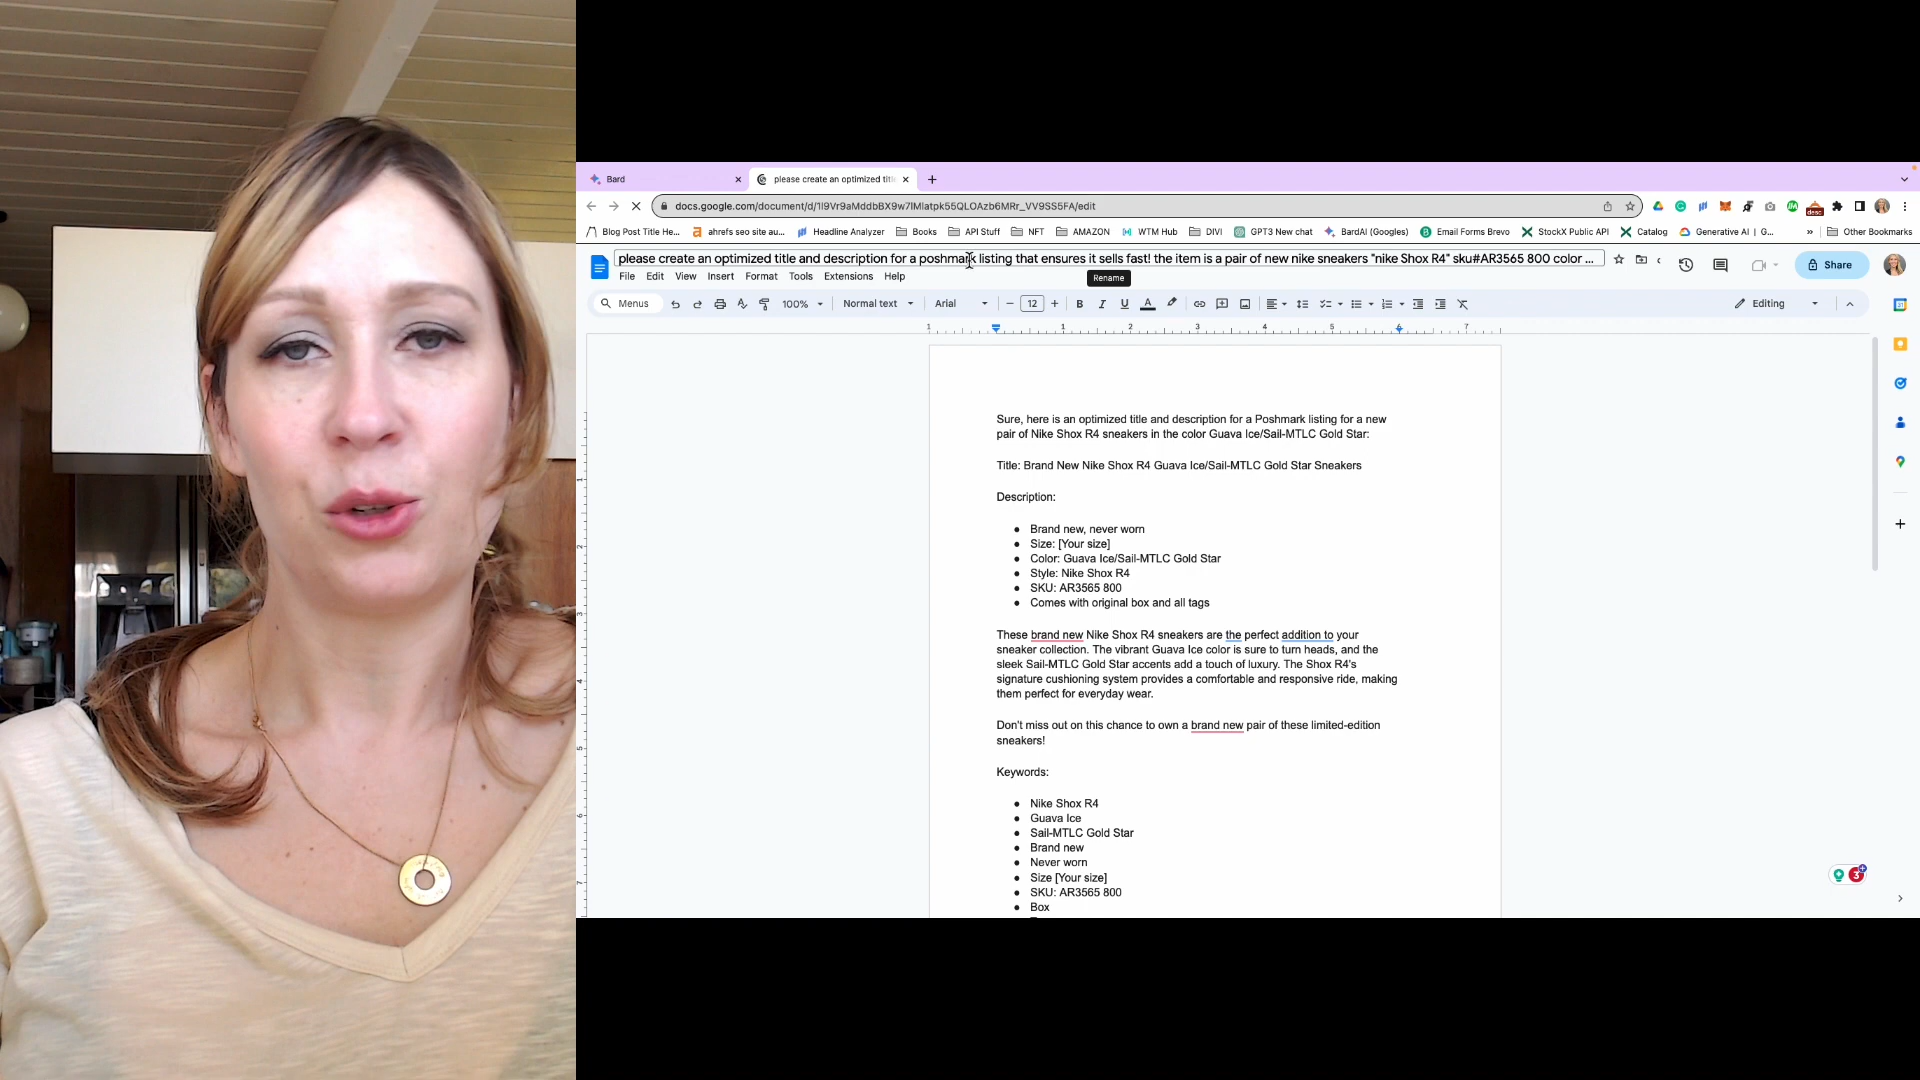 Bard
please create an optimized titl
docs.google.com/document/d/1l9Vr9aMddbBX9w7lMlatpk55QLOAzb6MRr_VV9SS5FA/edit
Blog Post Title He... ahrefs seo site au... Headline Analyzer Books API Stuff NFT AMAZON WTM Hub DIVI GPT3 New chat BardAI (Googles) Email Forms Brevo StockX Public API Catalog Generative AI | G... » Other Bookmarks
please create an optimized title and description for a poshmark listing that ensures it sells fast! the item is a pair of new nike sneakers "nike Shox R4" sku#AR3565 800 color ...
Share
File Edit View Insert Format Tools Extensions Help
Rename
Menus 100% Normal text Arial 12 B I U A Editing
1 1 2 3 4 5 6 7
Sure, here is an optimized title and description for a Poshmark listing for a new
pair of Nike Shox R4 sneakers in the color Guava Ice/Sail-MTLC Gold Star:
Title: Brand New Nike Shox R4 Guava Ice/Sail-MTLC Gold Star Sneakers
Description:
● Brand new, never worn
● Size: [Your size]
● Color: Guava Ice/Sail-MTLC Gold Star
● Style: Nike Shox R4
● SKU: AR3565 800
● Comes with original box and all tags
These brand new Nike Shox R4 sneakers are the perfect addition to your
sneaker collection. The vibrant Guava Ice color is sure to turn heads, and the
sleek Sail-MTLC Gold Star accents add a touch of luxury. The Shox R4's
signature cushioning system provides a comfortable and responsive ride, making
them perfect for everyday wear.
Don't miss out on this chance to own a brand new pair of these limited-edition
sneakers!
Keywords:
● Nike Shox R4
● Guava Ice
● Sail-MTLC Gold Star
● Brand new
● Never worn
● Size [Your size]
● SKU: AR3565 800
● Box
3